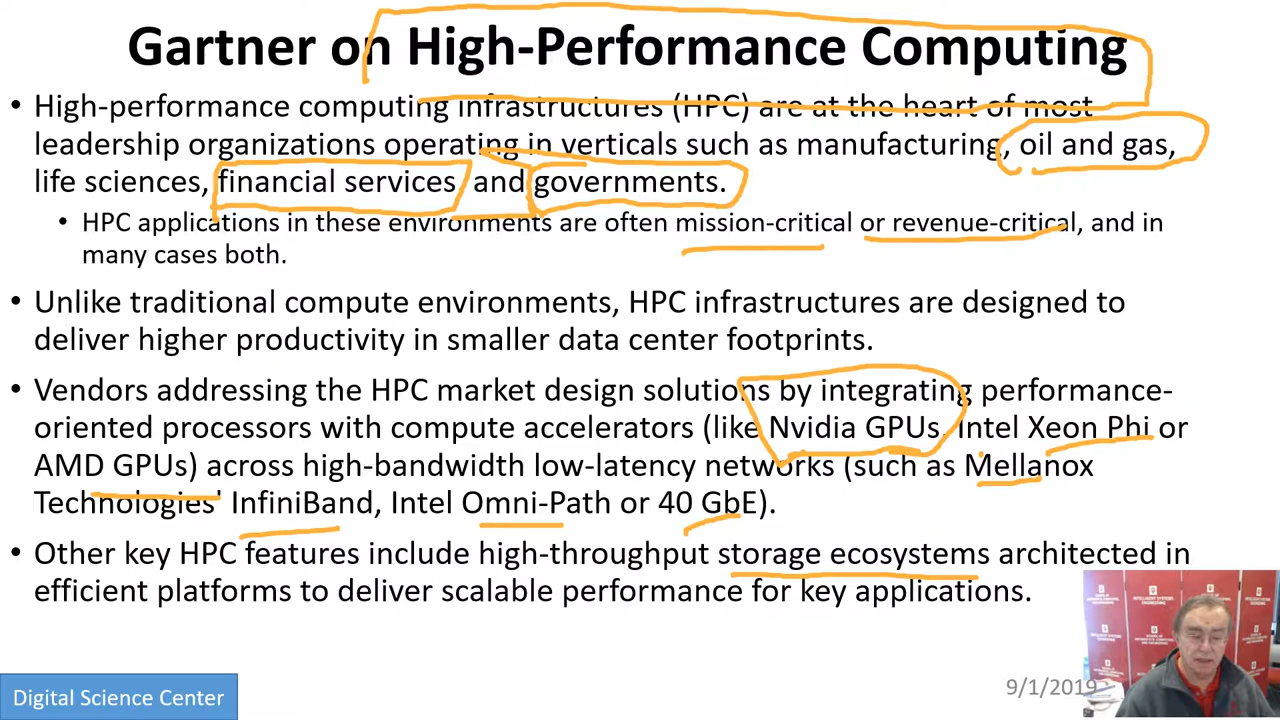 Gartner on High-Performance Computing
• High-performance computing infrastructures (HPC) are at the heart of most
leadership organizations operating in verticals such as manufacturing, oil and gas,
life sciences, financial services, and governments.
• HPC applications in these environments are often mission-critical or revenue-critical, and in
many cases both.
• Unlike traditional compute environments, HPC infrastructures are designed to
deliver higher productivity in smaller data center footprints.
• Vendors addressing the HPC market design solutions by integrating performance-
oriented processors with compute accelerators (like Nvidia GPUs, Intel Xeon Phi or
AMD GPUs) across high-bandwidth low-latency networks (such as Mellanox
Technologies' InfiniBand, Intel Omni-Path or 40 GbE).
• Other key HPC features include high-throughput storage ecosystems architected in
efficient platforms to deliver scalable performance for key applications.
Digital Science Center
9/1/2019